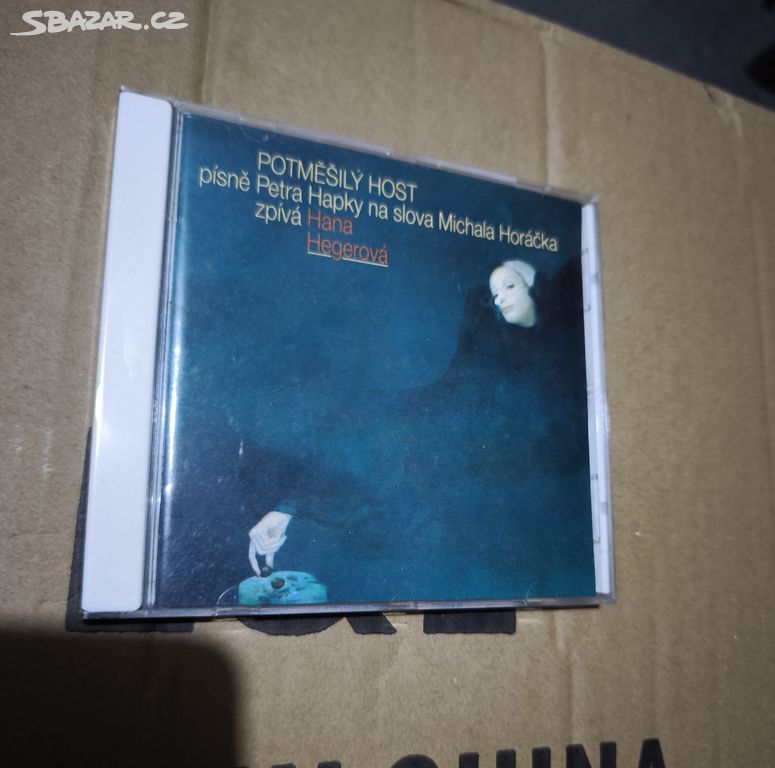 SBAZAR.CZ
POTMĚŠILÝ HOST
písně Petra Hapky na slova Michala Horáčka
zpívá Hana
Hegerová